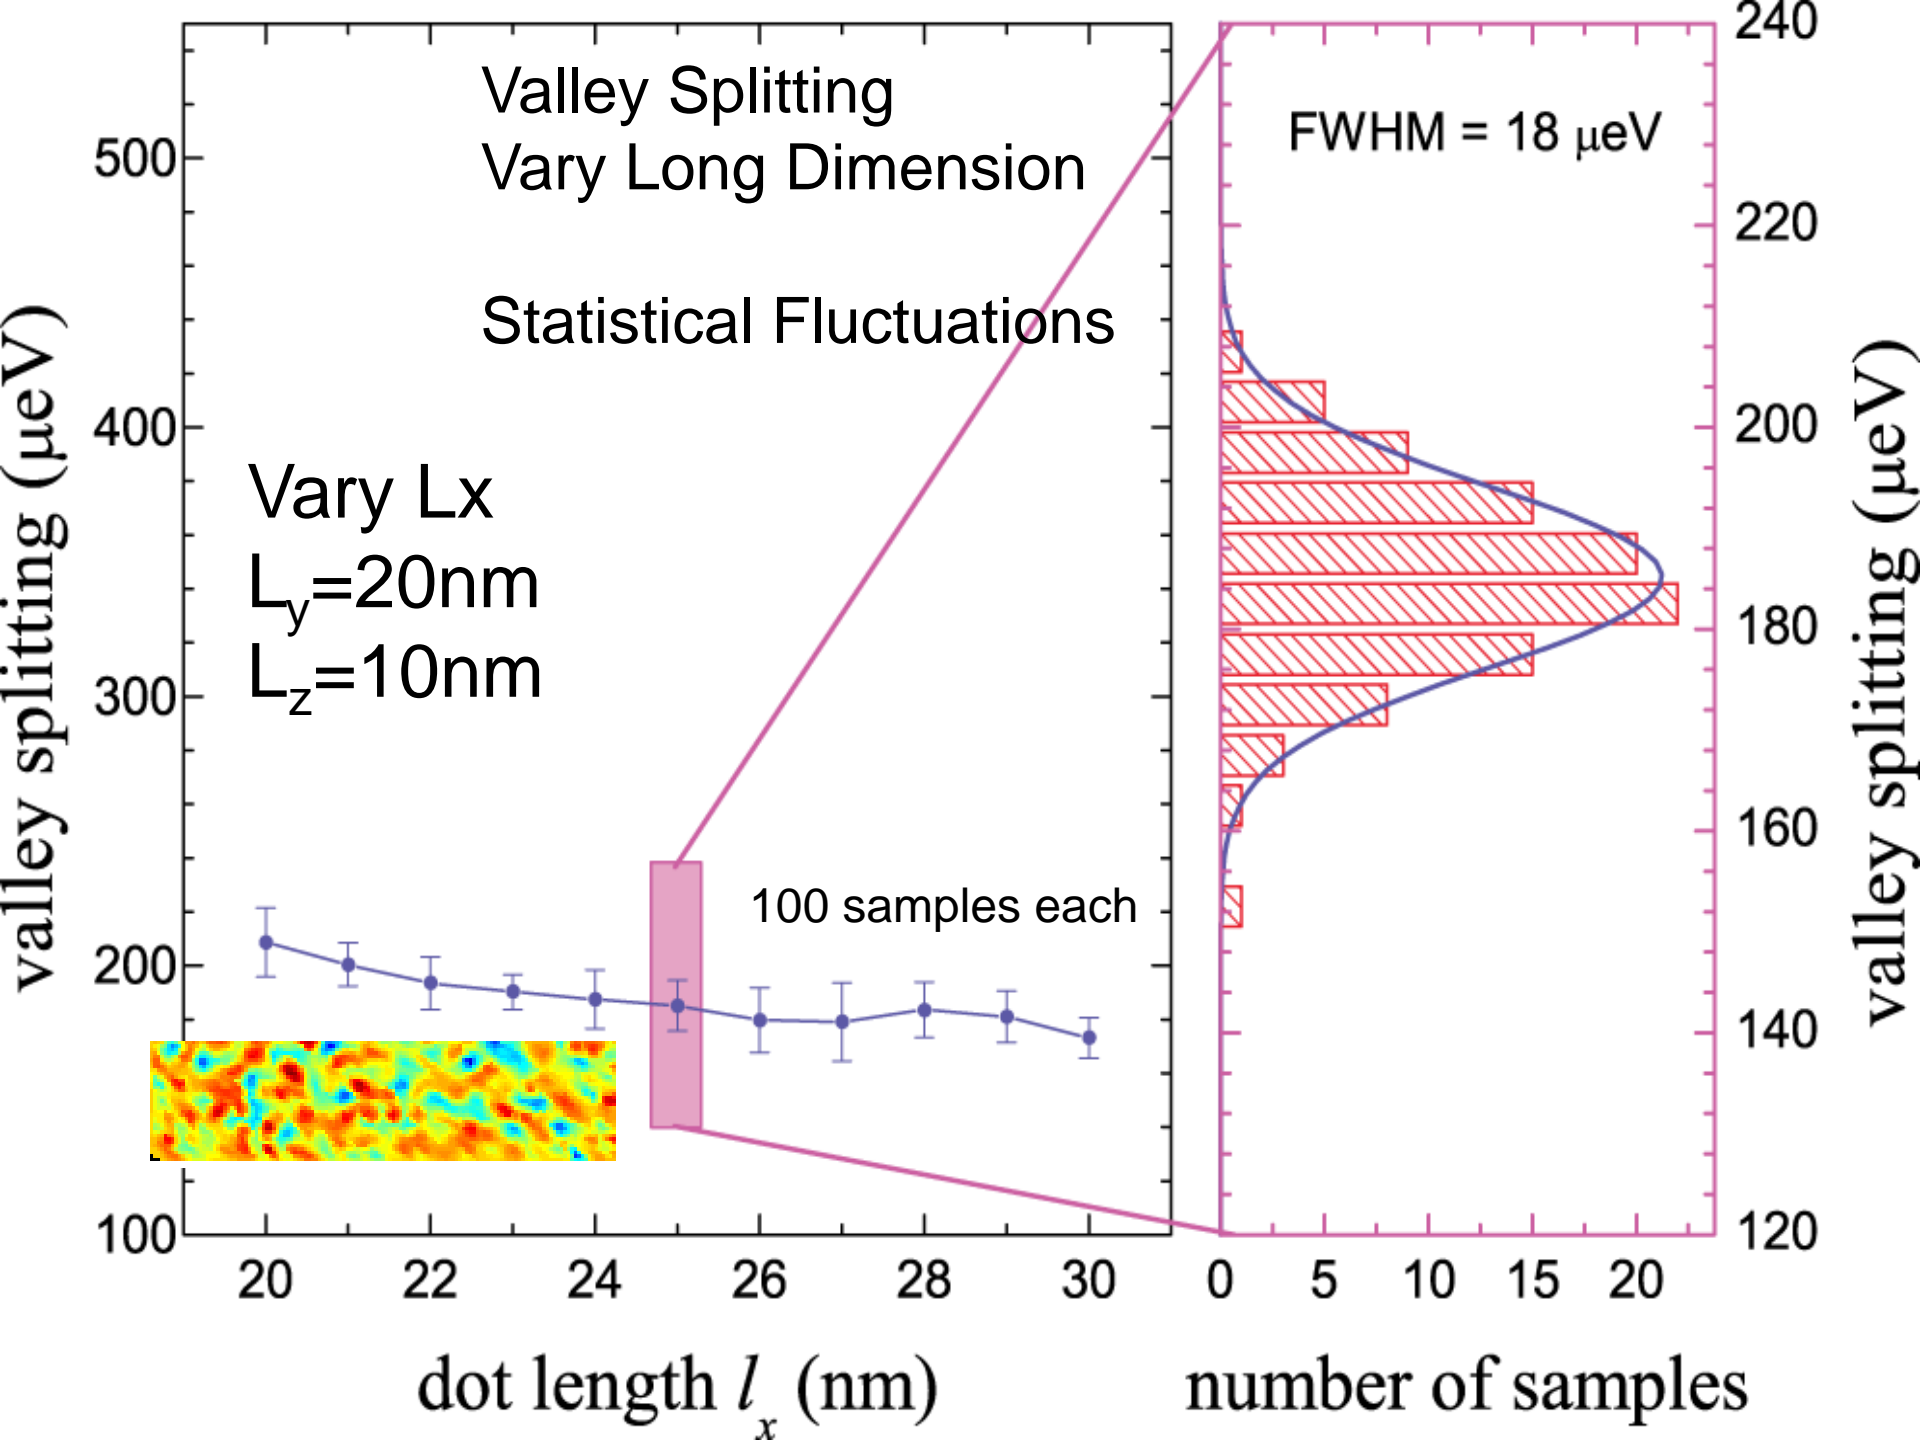 Valley Splitting
Vary Long Dimension
Statistical Fluctuations
Vary Lx
Ly=20nm
Lz=10nm
100 samples each
valley splitting (μeV)
500
400
300
200
100
20 22 24 26 28 30
dot length lx (nm)
FWHM = 18 μeV
240
220
200
180
160
140
120
valley splitting (μeV)
0 5 10 15 20
number of samples